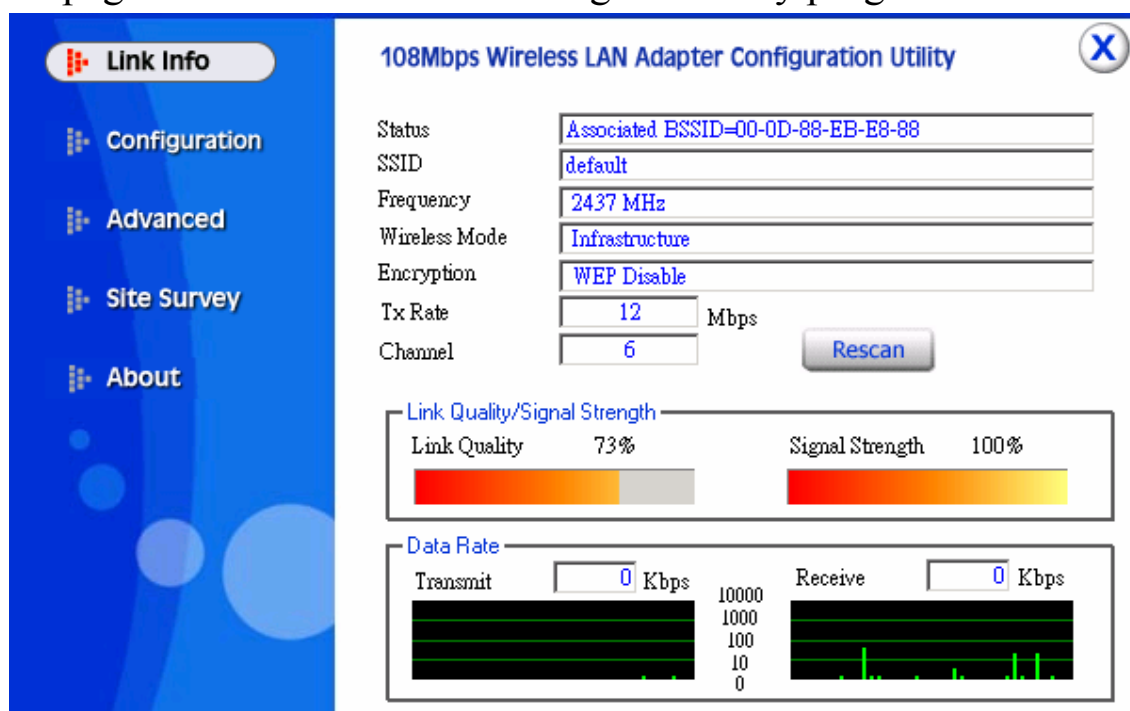 Link Info
108Mbps Wireless LAN Adapter Configuration Utility
X
Configuration
Advanced
Site Survey
About
Status Associated BSSID=00-0D-88-EB-E8-88
SSID default
Frequency 2437 MHz
Wireless Mode Infrastructure
Encryption WEP Disable
Tx Rate 12 Mbps
Channel 6 Rescan
Link Quality/Signal Strength
Link Quality 73% Signal Strength 100%
Data Rate
Transmit 0 Kbps Receive 0 Kbps
10000
1000
100
10
0